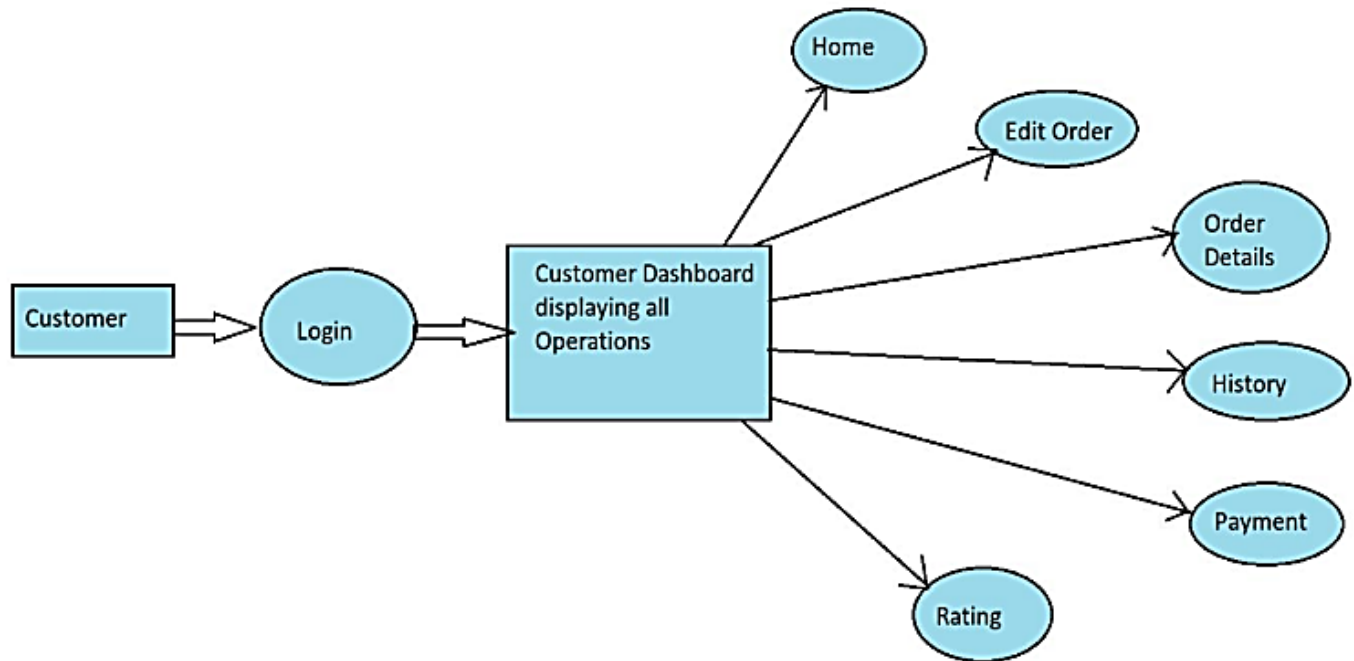 Customer
Login
Customer Dashboard
displaying all
Operations
Home
Edit Order
Order
Details
History
Payment
Rating